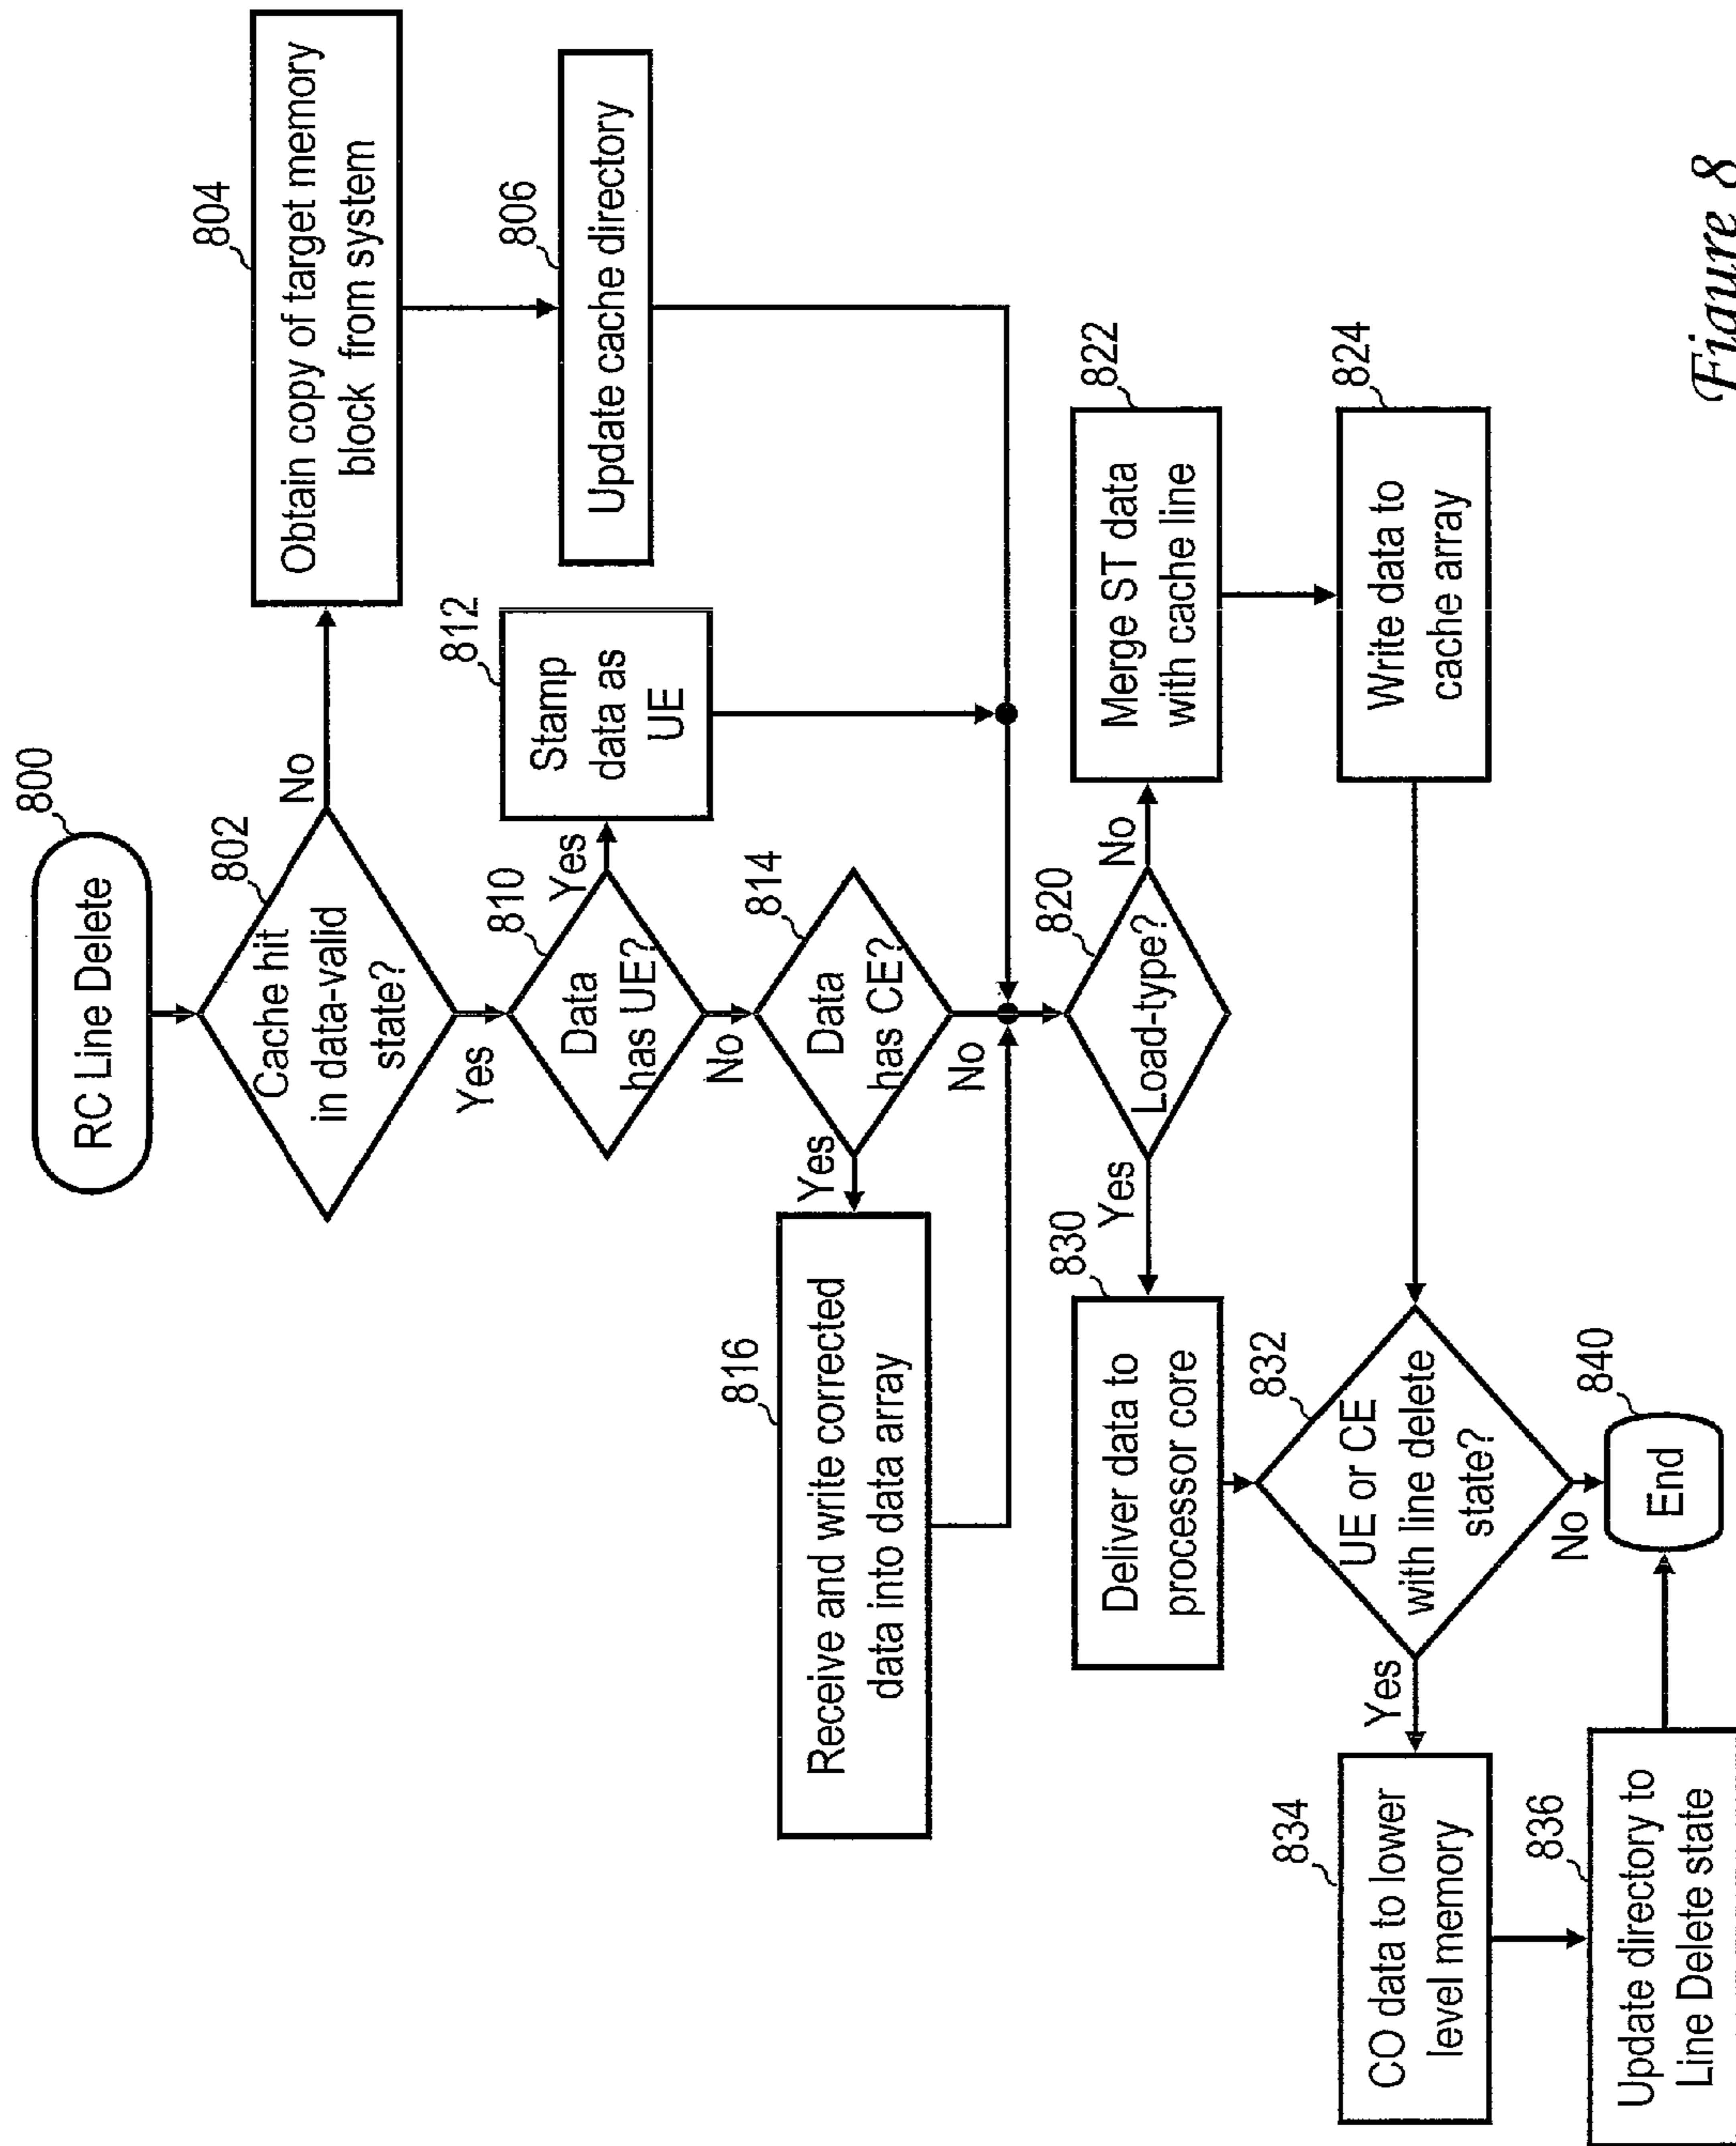 800
RC Line Delete
802
Cache hit
in data-valid
state?
No
Yes
804
Obtain copy of target memory
block from system
806
Update cache directory
810
Data
has UE?
Yes
No
812
Stamp
data as
UE
814
Data
has CE?
Yes
No
816
Receive and write corrected
data into data array
820
Load-type?
Yes
No
822
Merge ST data
with cache line
824
Write data to
cache array
830
Deliver data to
processor core
832
UE or CE
with line delete
state?
Yes
No
834
CO data to lower
level memory
836
Update directory to
Line Delete state
840
End
Figure 8